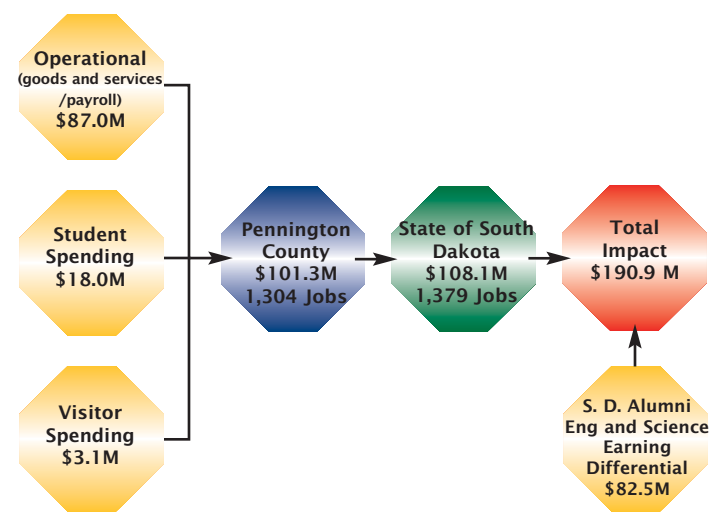 Operational
(goods and services
/payroll)
$87.0M
Student
Spending
$18.0M
Visitor
Spending
$3.1M
Pennington
County
$101.3M
1,304 Jobs
State of South
Dakota
$108.1M
1,379 Jobs
Total
Impact
$190.9 M
S. D. Alumni
Eng and Science
Earning
Differential
$82.5M